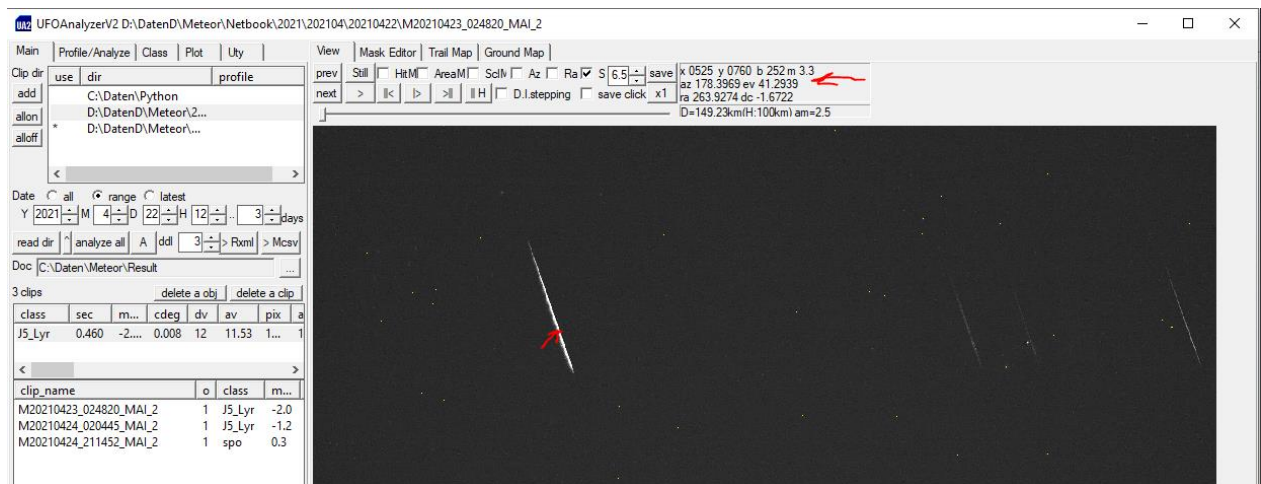 UA2 UFOAnalyzerV2 D:\DatenD\Meteor\Netbook\2021\202104\20210422\M20210423_024820_MAI_2
Main Profile/Analyze Class Plot Uty
Clip dir use dir profile
add C:\Daten\Python
allon D:\DatenD\Meteor\2...
alloff * D:\DatenD\Meteor\...
Date all range latest
Y 2021 M 4 D 22 H 12 .. 3 days
read dir ^ analyze all A ddl 3 > Rxml > Mcsv
Doc C:\Daten\Meteor\Result ...
3 clips delete a obj delete a clip
class sec m... cdeg dv av pix a
J5_Lyr 0.460 -2.... 0.008 12 11.53 1... 1
clip_name o class m...
M20210423_024820_MAI_2 1 J5_Lyr -2.0
M20210424_020445_MAI_2 1 J5_Lyr -1.2
M20210424_211452_MAI_2 1 spo 0.3
View Mask Editor Trail Map Ground Map
prev Still HitM AreaM Az Ra S 6.5 save
next > |< |> >| || H D.I.stepping save click x1
x 0525 y 0760 b 252 m 3.3
az 178.3969 ev 41.2939
ra 263.9274 dc -1.6722
D=149.23km(H:100km) am=2.5